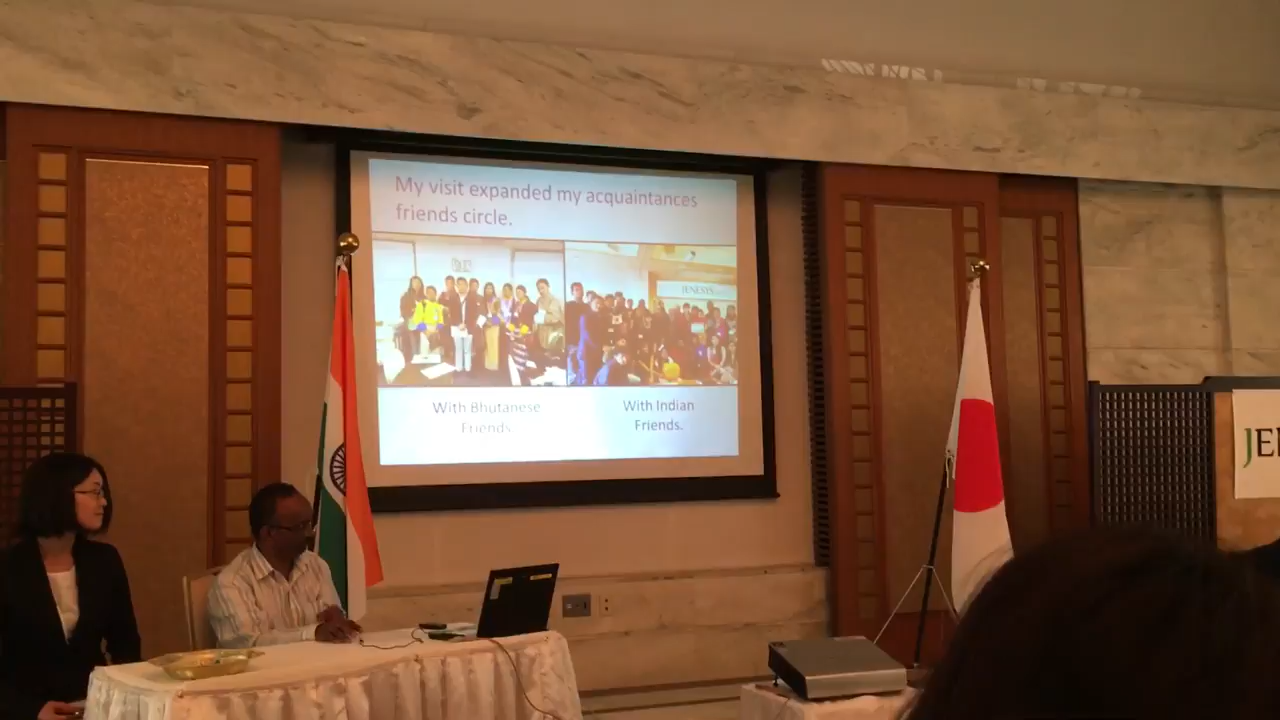 My visit expanded my acquaintances
friends circle.
JENESYS
With Bhutanese
Friends.
With Indian
Friends.
JE